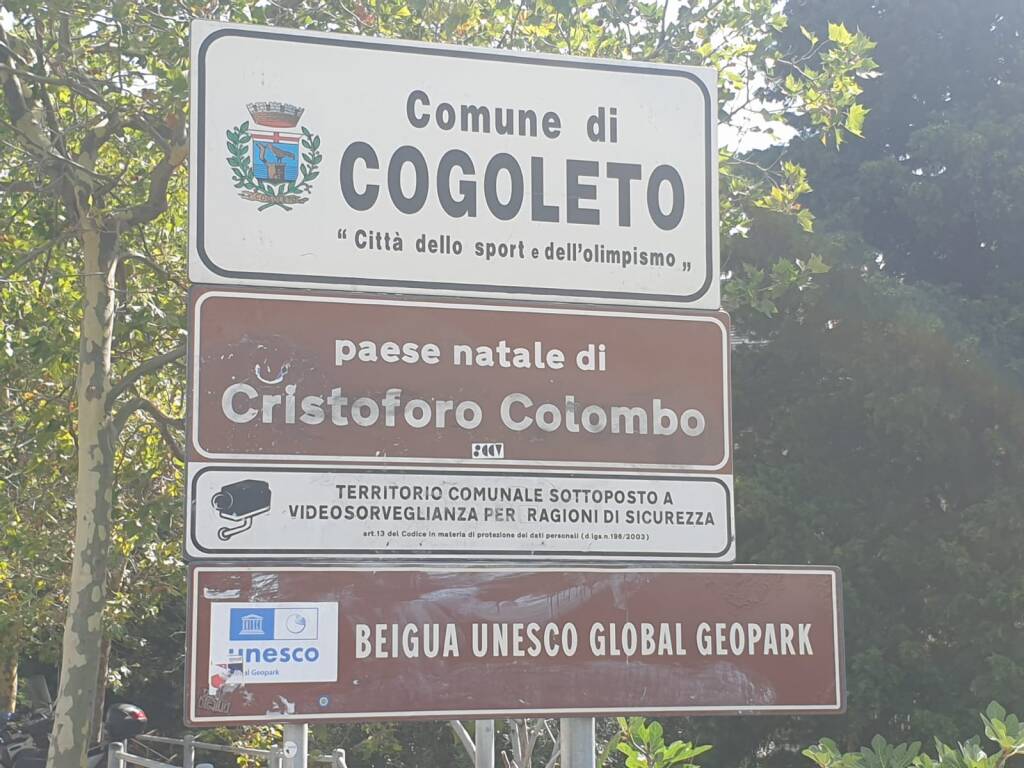 Comune di
COGOLETO
“ Città dello sport e dell'olimpismo „
paese natale di
Cristoforo Colombo
TERRITORIO COMUNALE SOTTOPOSTO A
VIDEOSORVEGLIANZA PER RAGIONI DI SICUREZZA
art.13 del Codice in materia di protezione dei dati personali (d.lgs.n.196/2003)
unesco
Geopark
BEIGUA UNESCO GLOBAL GEOPARK